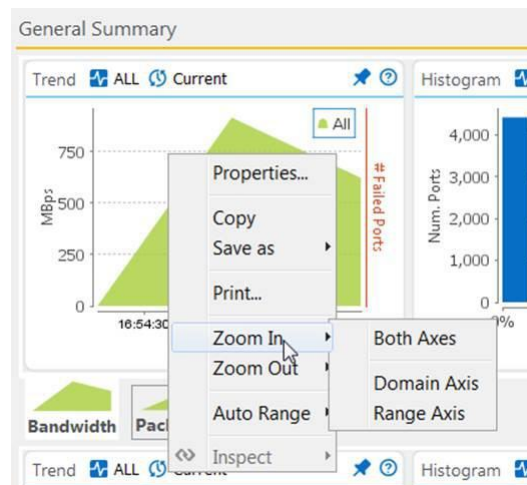 General Summary
Trend ALL Current
Histogram
All
750
500
250
0
MBps
# Failed Ports
16:54:30
4,000
3,000
2,000
1,000
0
Num. Ports
%
Properties...
Copy
Save as
Print...
Zoom In
Zoom Out
Auto Range
Inspect
Both Axes
Domain Axis
Range Axis
Bandwidth
Pac
Trend ALL Current
Histogram